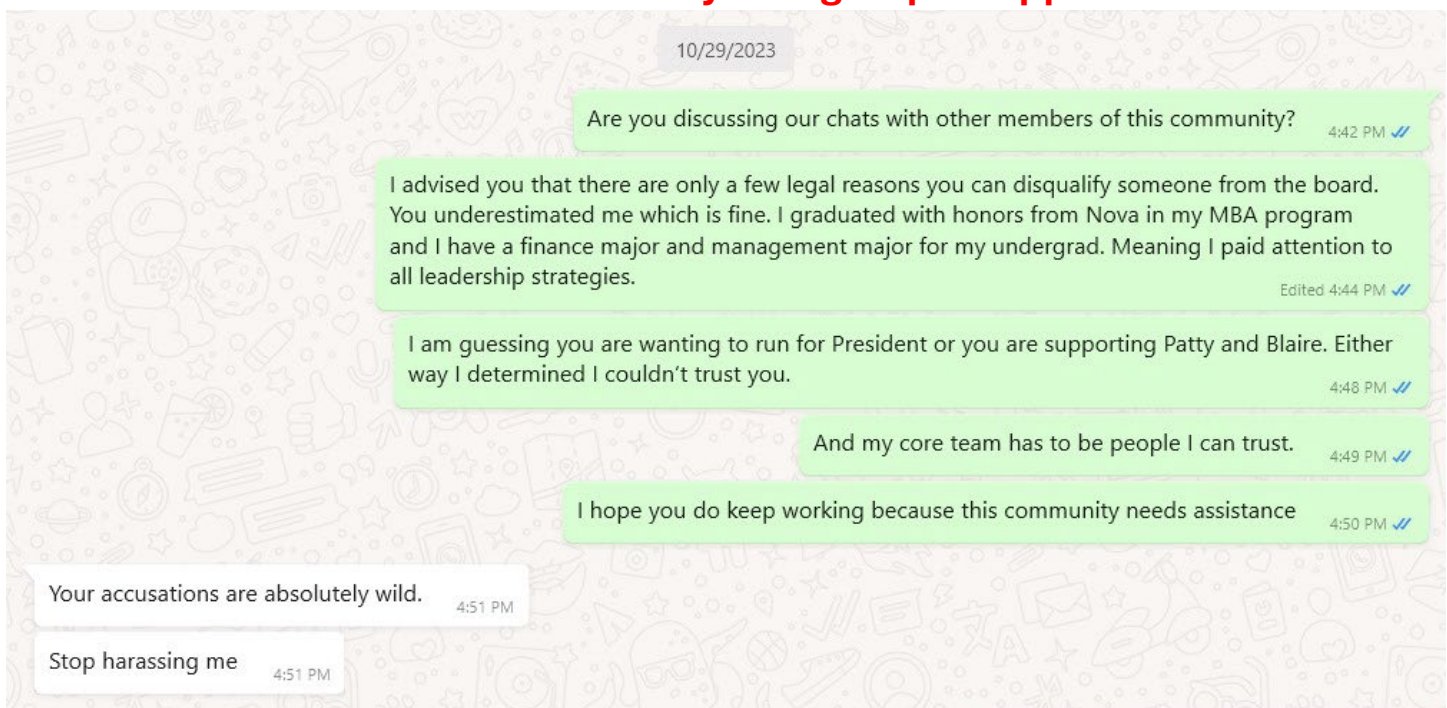 10/29/2023
Are you discussing our chats with other members of this community?
4:42 PM
I advised you that there are only a few legal reasons you can disqualify someone from the board.
You underestimated me which is fine. I graduated with honors from Nova in my MBA program
and I have a finance major and management major for my undergrad. Meaning I paid attention to
all leadership strategies.
Edited 4:44 PM
I am guessing you are wanting to run for President or you are supporting Patty and Blaire. Either
way I determined I couldn't trust you.
4:48 PM
And my core team has to be people I can trust.
4:49 PM
I hope you do keep working because this community needs assistance
4:50 PM
Your accusations are absolutely wild.
4:51 PM
Stop harassing me
4:51 PM